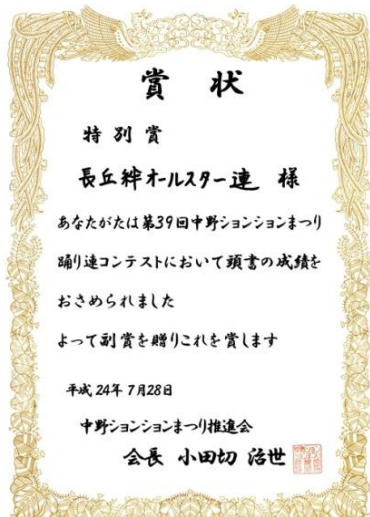 賞状
特別賞
長丘絆オールスター連 様
あなたがたは第39回中野ションションまつり
踊り連コンテストにおいて頭書の成績を
おさめられました
よって副賞を贈りこれを賞します
平成24年7月28日
中野ションションまつり推進会
会長 小田切 治世